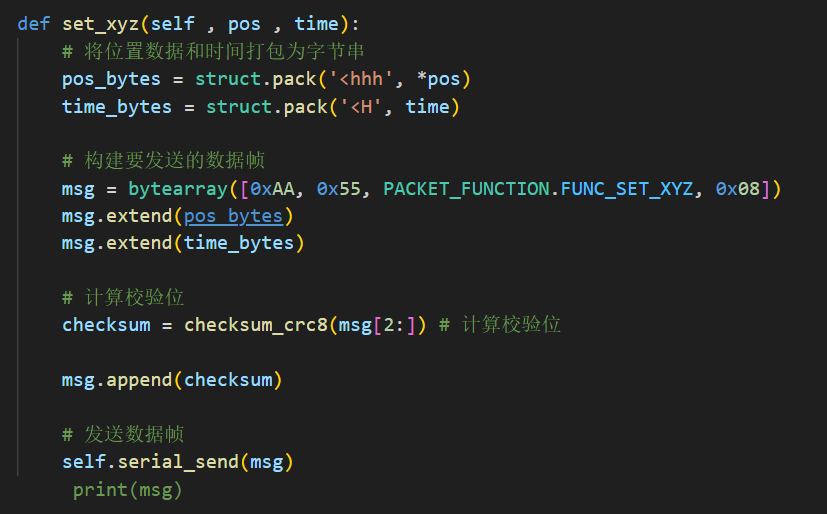 def set_xyz(self , pos , time):
    # 将位置数据和时间打包为字节串
    pos_bytes = struct.pack('<hhh', *pos)
    time_bytes = struct.pack('<H', time)

    # 构建要发送的数据帧
    msg = bytearray([0xAA, 0x55, PACKET_FUNCTION.FUNC_SET_XYZ, 0x08])
    msg.extend(pos_bytes)
    msg.extend(time_bytes)

    # 计算校验位
    checksum = checksum_crc8(msg[2:]) # 计算校验位

    msg.append(checksum)

    # 发送数据帧
    self.serial_send(msg)
     print(msg)